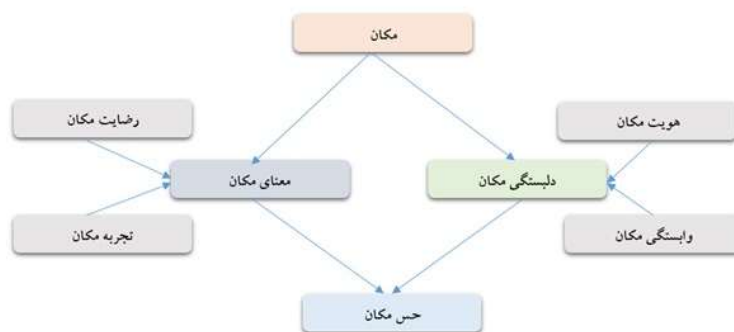 مکان
هویت مکان
رضایت مکان
دلبستگی مکان
معنای مکان
وابستگی مکان
تجربه مکان
حس مکان